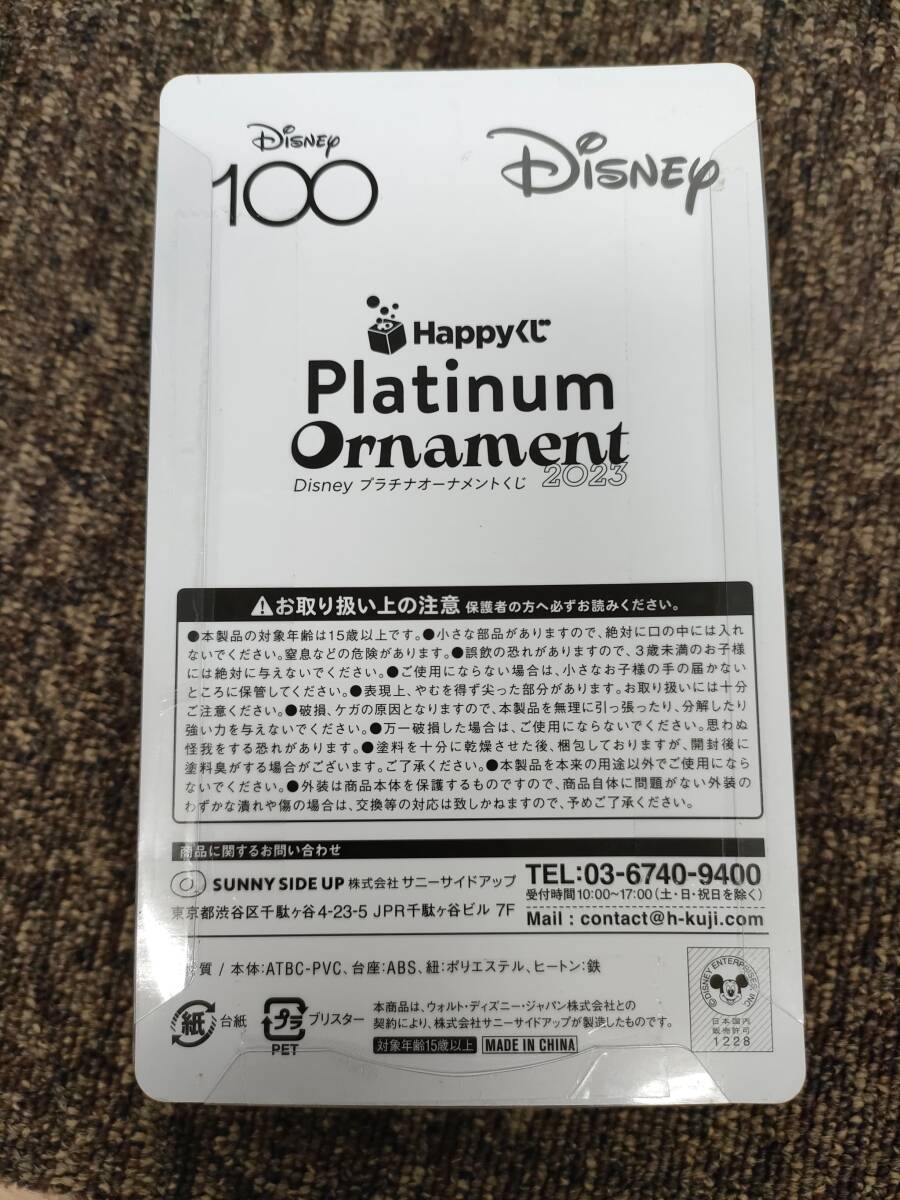 Disney
100
Disney
Happyくじ
Platinum
Ornament
2023
Disney プラチナオーナメントくじ
⚠お取り扱い上の注意 保護者の方へ必ずお読みください。
●本製品の対象年齢は15歳以上です。●小さな部品がありますので、絶対に口の中には入れ
ないでください。窒息などの危険があります。●誤飲の恐れがありますので、3歳未満のお子様
には絶対に与えないでください。●ご使用にならない場合は、小さなお子様の手の届かない
ところに保管してください。●表現上、やむを得ず尖った部分があります。お取り扱いには十分
ご注意ください。●破損、ケガの原因となりますので、本製品を無理に引っ張ったり、分解したり
強い力を与えないでください。●万一破損した場合は、ご使用にならないでください。思わぬ
怪我をする恐れがあります。●塗料を十分に乾燥させた後、梱包しておりますが、開封後に
塗料臭がする場合がございます。ご了承ください。●本製品を本来の用途以外でご使用になら
ないでください。●外装は商品本体を保護するものですので、商品自体に問題がない外装の
わずかな潰れや傷の場合は、交換等の対応は致しかねますので、予めご了承ください。
商品に関するお問い合わせ
SUNNY SIDE UP 株式会社 サニーサイドアップ
東京都渋谷区千駄ヶ谷4-23-5 JPR千駄ヶ谷ビル 7F
TEL:03-6740-9400
受付時間10:00~17:00(土・日・祝日を除く)
Mail : contact@h-kuji.com
質 / 本体:ATBC-PVC、台座:ABS、紐:ポリエステル、ヒートン:鉄
紙 台紙
プラ ブリスター
PET
本商品は、ウォルト・ディズニー・ジャパン株式会社との
契約により、株式会社サニーサイドアップが製造したものです。
対象年齢15歳以上 MADE IN CHINA
©DISNEY ENTERPRISES, INC.
日本国内
販売許可
1228